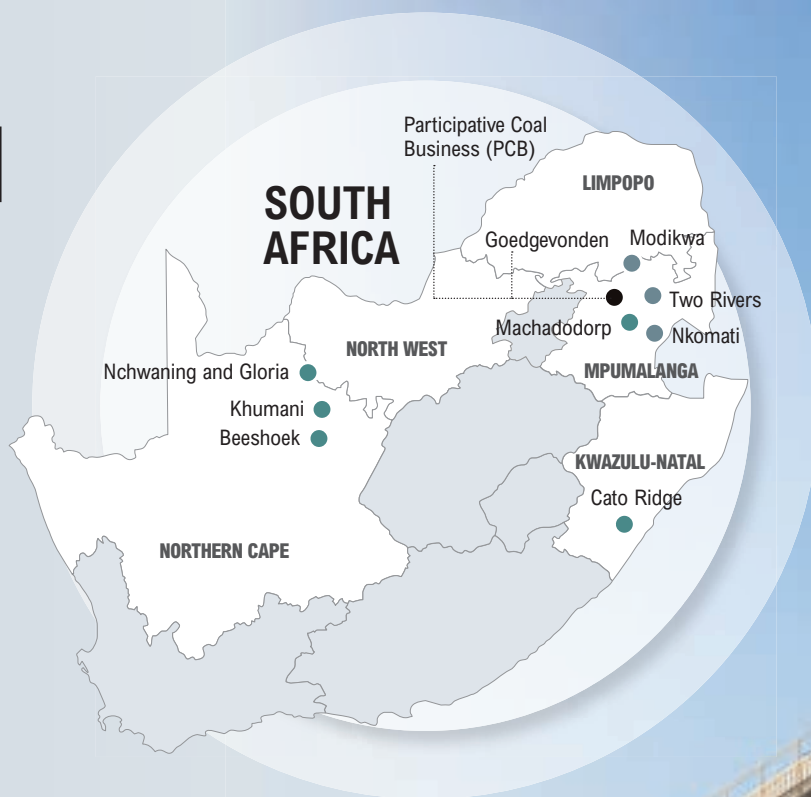 Participative Coal
Business (PCB)
LIMPOPO
SOUTH
AFRICA
Goedgevonden
Modikwa
Two Rivers
Machadodorp
Nkomati
NORTH WEST
MPUMALANGA
Nchwaning and Gloria
Khumani
Beeshoek
KWAZULU-NATAL
Cato Ridge
NORTHERN CAPE